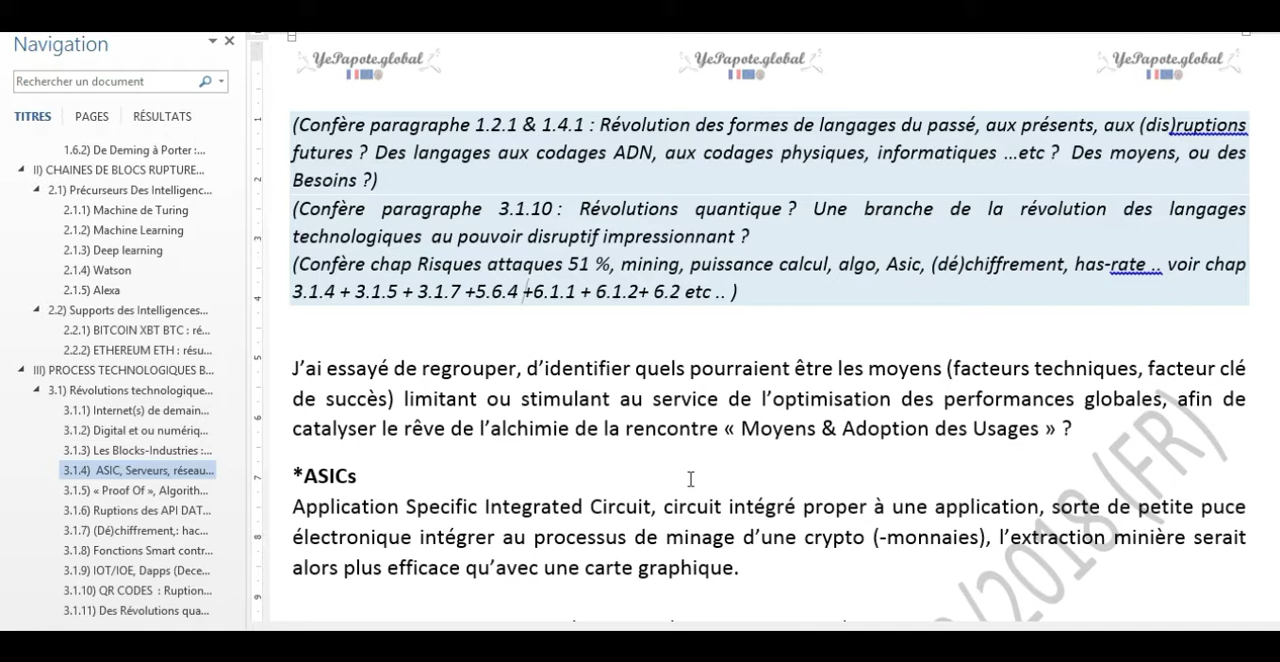 Navigation
Rechercher un document
TITRES PAGES RÉSULTATS
1.6.2) De Deming à Porter :...
II) CHAINES DE BLOCS RUPTURE...
2.1) Précurseurs Des Intelligenc...
2.1.1) Machine de Turing
2.1.2) Machine Learning
2.1.3) Deep learning
2.1.4) Watson
2.1.5) Alexa
2.2) Supports des Intelligences...
2.2.1) BITCOIN XBT BTC : ré...
2.2.2) ETHEREUM ETH : résu...
III) PROCESS TECHNOLOGIQUES B...
3.1) Révolutions technologique...
3.1.1) Internet(s) de demain...
3.1.2) Digital et ou numériq...
3.1.3) Les Blocks-Industries :...
3.1.4) ASIC, Serveurs, réseau...
3.1.5) « Proof Of », Algorith...
3.1.6) Ruptions des API DAT...
3.1.7) (Dé)chiffrement,: hac...
3.1.8) Fonctions Smart contr...
3.1.9) IOT/IOE, Dapps (Dece...
3.1.10) QR CODES : Ruption...
3.1.11) Des Révolutions qua...
1
2
3
4
5
6
7
8
9
YePapote.global YePapote.global YePapote.global
(Confère paragraphe 1.2.1 & 1.4.1 : Révolution des formes de langages du passé, aux présents, aux (dis)ruptions
futures ? Des langages aux codages ADN, aux codages physiques, informatiques ...etc ? Des moyens, ou des
Besoins ?)
(Confère paragraphe 3.1.10 : Révolutions quantique ? Une branche de la révolution des langages
technologiques au pouvoir disruptif impressionnant ?
(Confère chap Risques attaques 51 %, mining, puissance calcul, algo, Asic, (dé)chiffrement, has-rate .. voir chap
3.1.4 + 3.1.5 + 3.1.7 +5.6.4 +6.1.1 + 6.1.2+ 6.2 etc .. )
J'ai essayé de regrouper, d'identifier quels pourraient être les moyens (facteurs techniques, facteur clé
de succès) limitant ou stimulant au service de l'optimisation des performances globales, afin de
catalyser le rêve de l'alchimie de la rencontre « Moyens & Adoption des Usages » ?
*ASICs
Application Specific Integrated Circuit, circuit intégré proper à une application, sorte de petite puce
électronique intégrer au processus de minage d'une crypto (-monnaies), l'extraction minière serait
alors plus efficace qu'avec une carte graphique.
/2018 (FR)